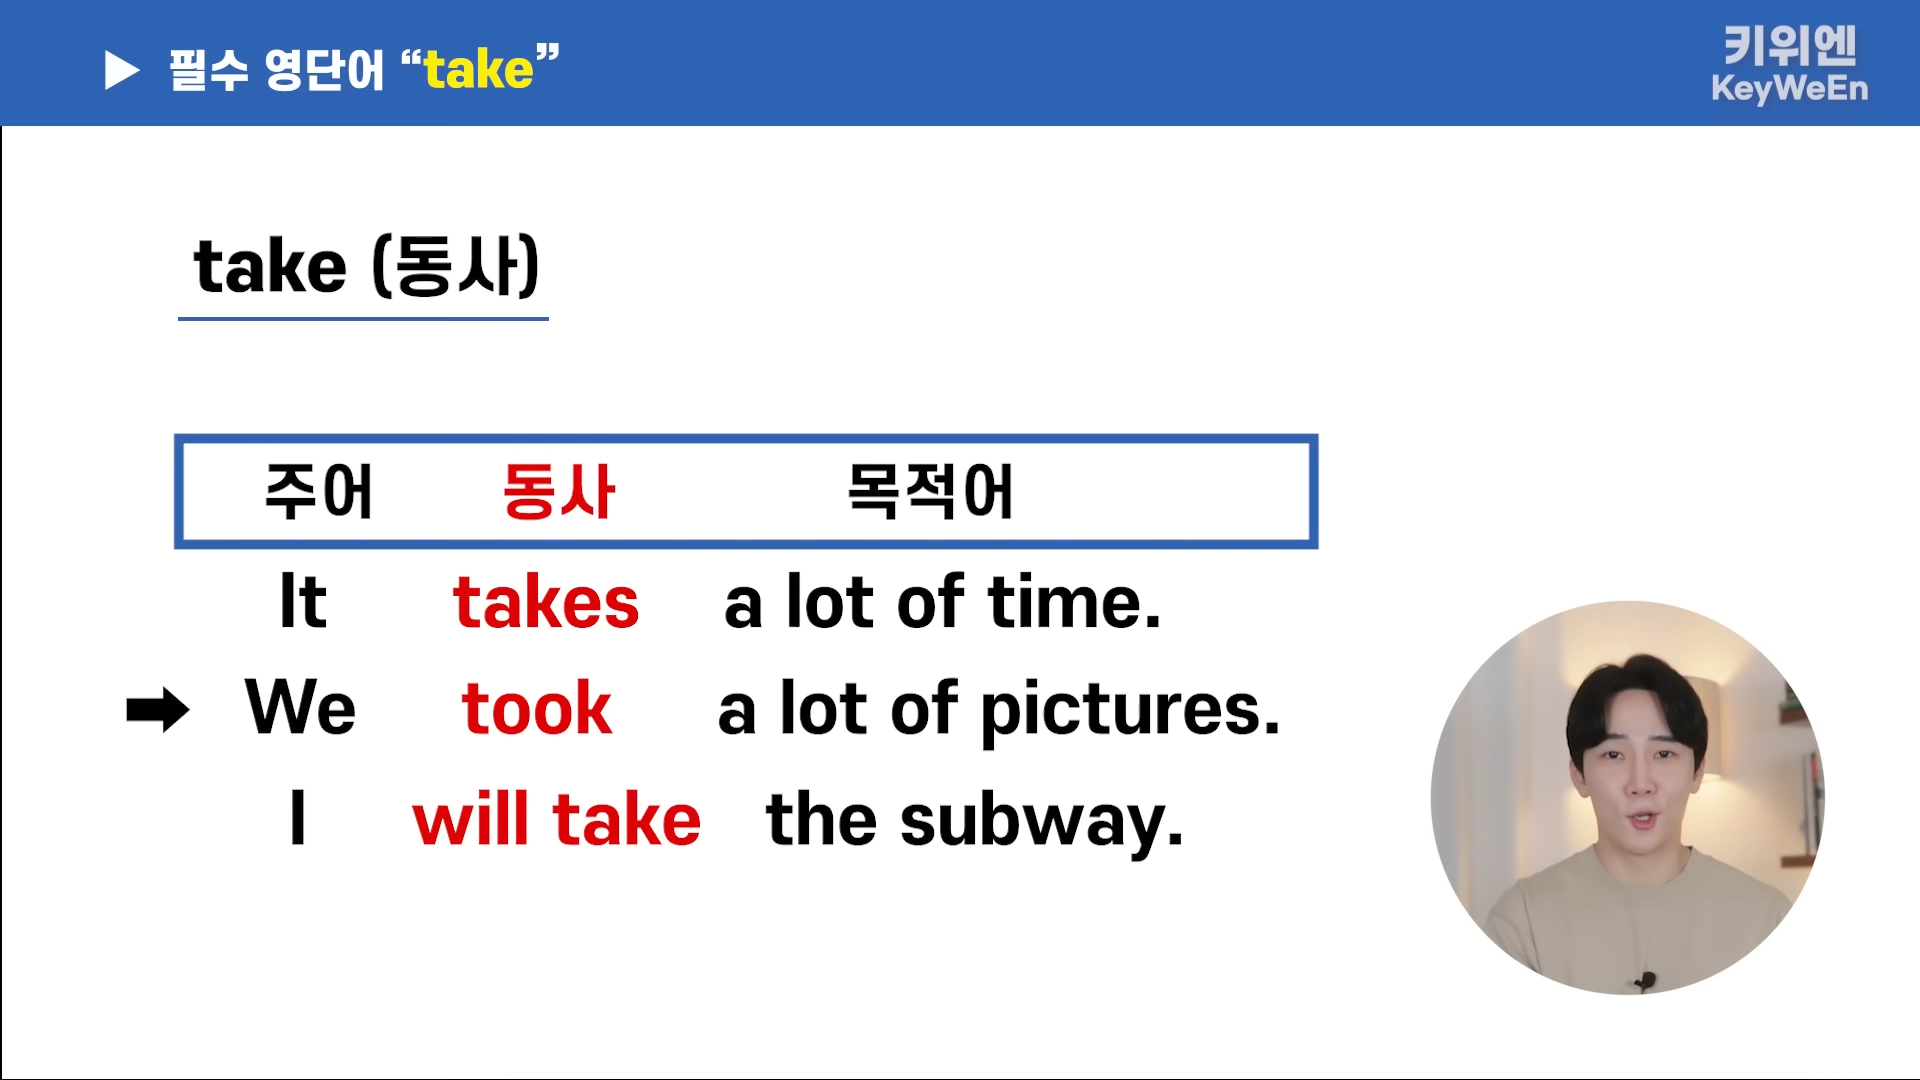 ▶ 필수 영단어 “take”
키위엔
KeyWeEn
take (동사)
주어 동사 목적어
It takes a lot of time.
➡ We took a lot of pictures.
I will take the subway.